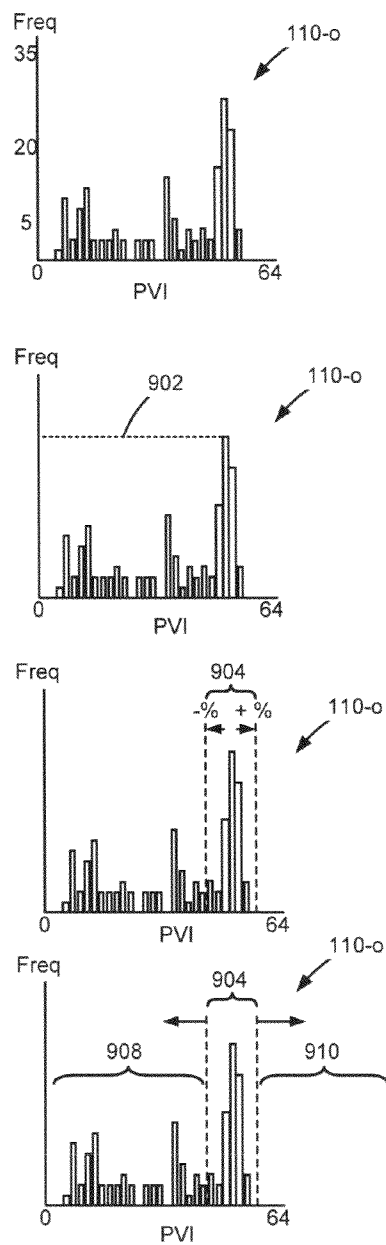 Freq
110-o
35
20
5
0 64
PVI
Freq
902
110-o
0 64
PVI
Freq
904
-% + %
110-o
0 64
PVI
Freq
904
110-o
908
910
0 64
PVI